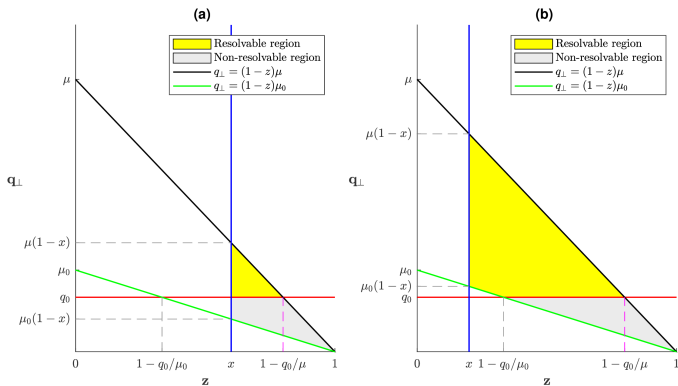 (a)
Resolvable region
Non-resolvable region
q⊥ = (1 − z)μ
q⊥ = (1 − z)μ₀
μ
q⊥
μ(1 − x)
μ₀
q₀
μ₀(1 − x)
0
1 − q₀/μ₀
x
1 − q₀/μ
1
z
(b)
Resolvable region
Non-resolvable region
q⊥ = (1 − z)μ
q⊥ = (1 − z)μ₀
μ
μ(1 − x)
q⊥
μ₀
μ₀(1 − x)
q₀
0
x
1 − q₀/μ₀
1 − q₀/μ
1
z